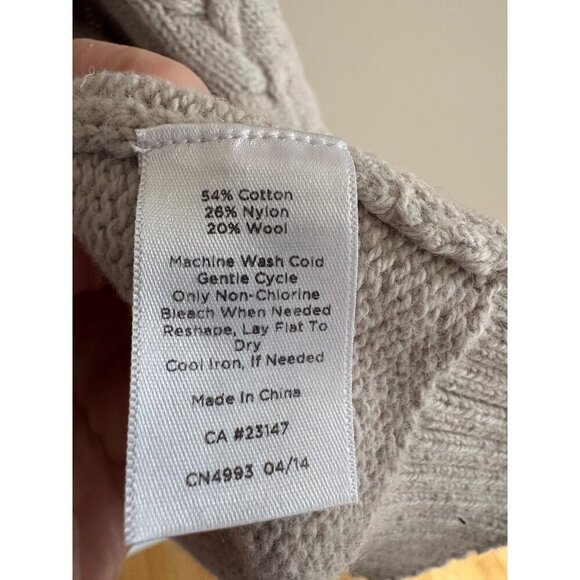 54% Cotton
26% Nylon
20% Wool
Machine Wash Cold
Gentle Cycle
Only Non-Chlorine
Bleach When Needed
Reshape, Lay Flat To
Dry
Cool Iron, If Needed
Made In China
CA #23147
CN4993 04/14